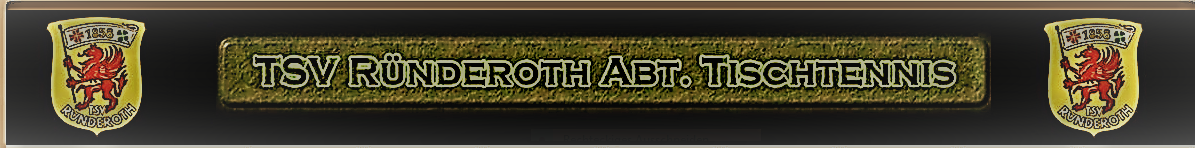 1858
TSV
RÜNDEROTH
TSV Ründeroth Abt. Tischtennis
1858
TSV
RÜNDEROTH